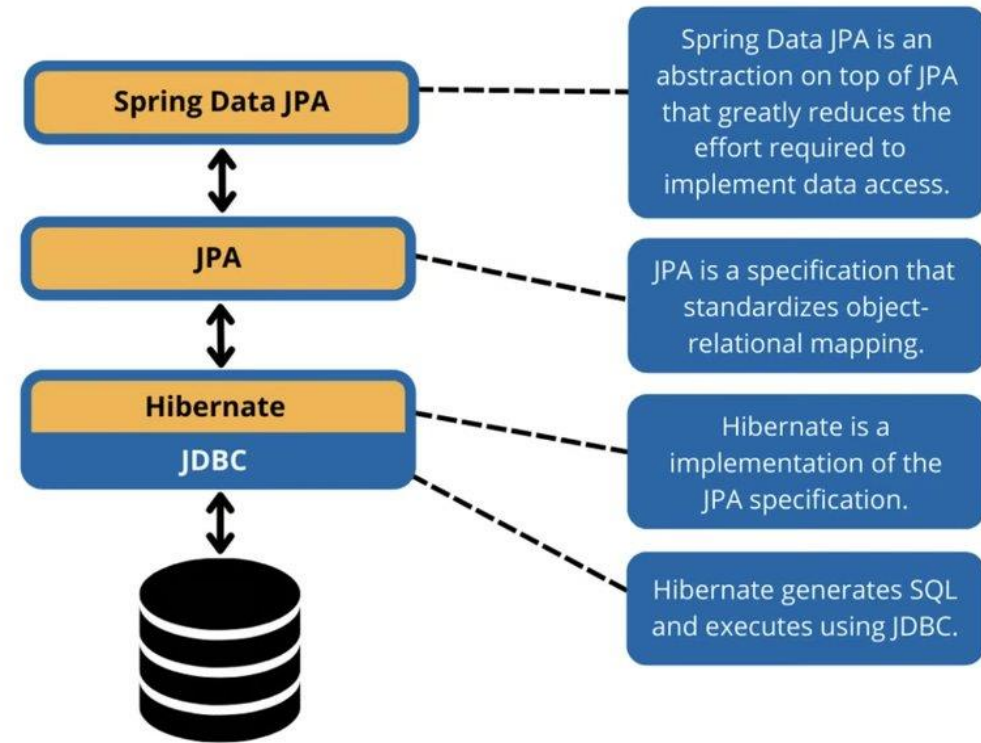 Spring Data JPA
Spring Data JPA is an
abstraction on top of JPA
that greatly reduces the
effort required to
implement data access.
JPA
JPA is a specification that
standardizes object-
relational mapping.
Hibernate
JDBC
Hibernate is a
implementation of the
JPA specification.
Hibernate generates SQL
and executes using JDBC.